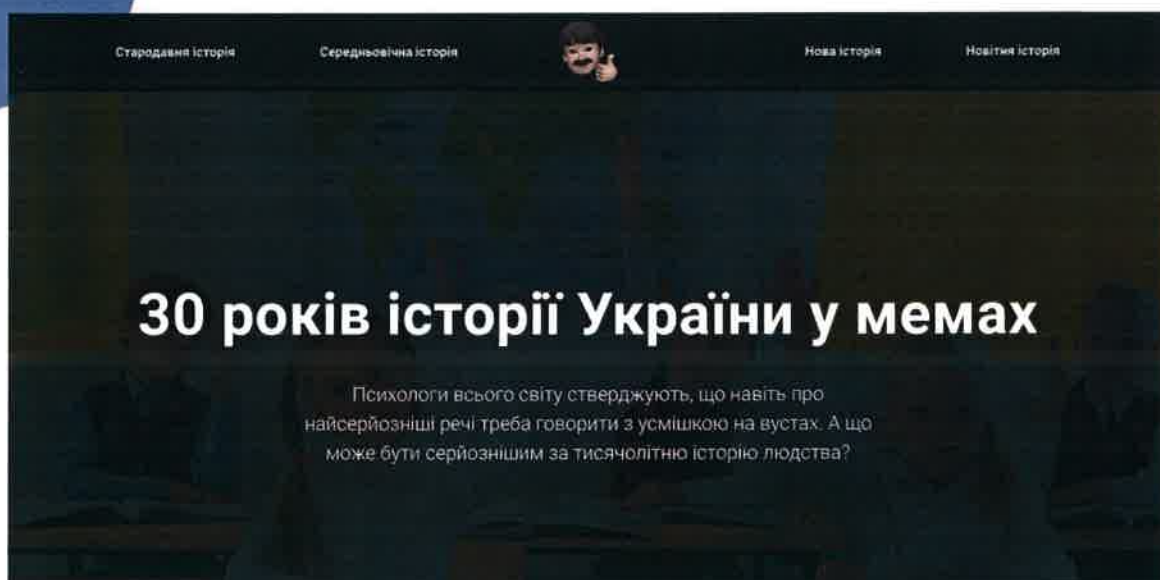 Стародавня історія
Середньовічна історія
Нова історія
Новітня історія
30 років історії України у мемах
Психологи всього світу стверджують, що навіть про
найсерйозніші речі треба говорити з усмішкою на вустах. А що
може бути серйознішим за тисячолітню історію людства?